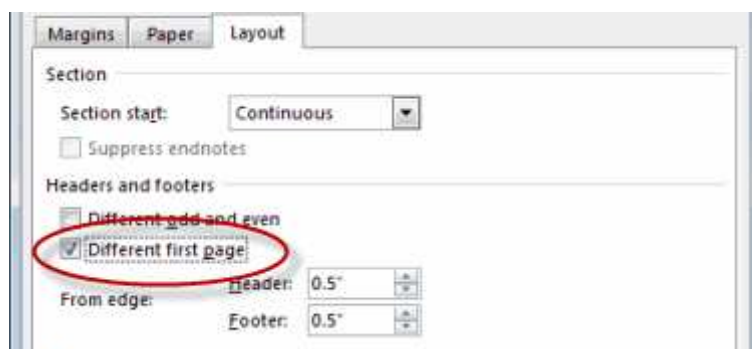 Margins Paper Layout
Section
Section start: Continuous
Suppress endnotes
Headers and footers
Different odd and even
Different first page
Header: 0.5"
From edge:
Footer: 0.5"